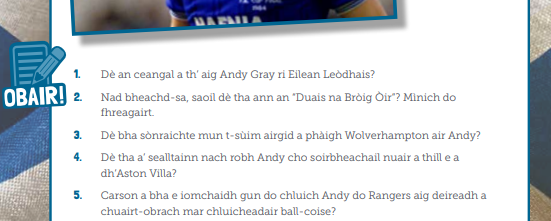 HAFNIA
OBAIR!
1. Dè an ceangal a th' aig Andy Gray ri Eilean Leòdhais?
2. Nad bheachd-sa, saoil dè tha ann an "Duais na Bròig Òir"? Mìnich do
fhreagairt.
3. Dè bha sònraichte mun t-sùim airgid a phàigh Wolverhampton air Andy?
4. Dè tha a' sealltainn nach robh Andy cho soirbheachail nuair a thill e a
dh'Aston Villa?
5. Carson a bha e iomchaidh gun do chluich Andy do Rangers aig deireadh a
chuairt-obrach mar chluicheadair ball-coise?